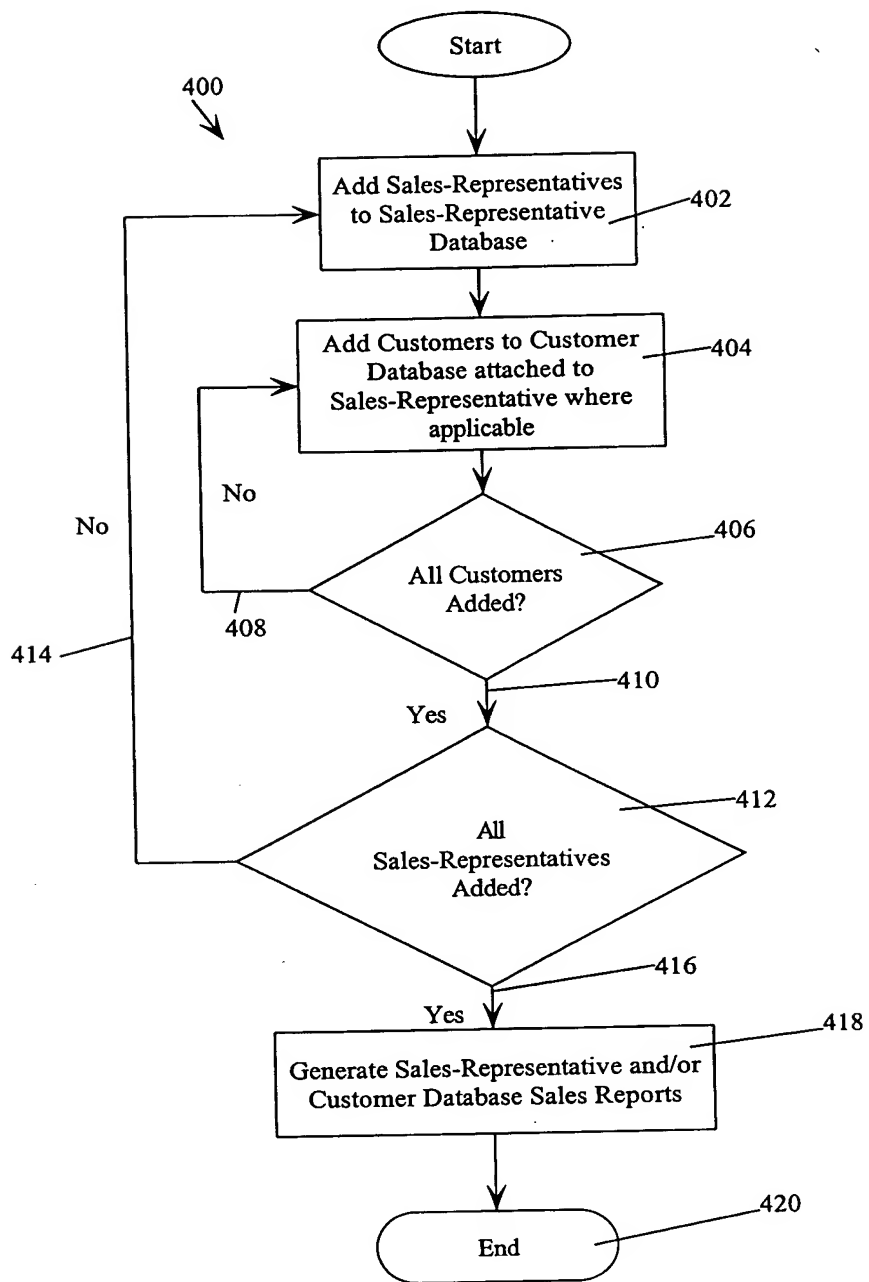 Start
400
Add Sales-Representatives
to Sales-Representative
Database
402
Add Customers to Customer
Database attached to
Sales-Representative where
applicable
404
No
No
406
All Customers
Added?
408
414
410
Yes
412
All
Sales-Representatives
Added?
416
Yes
418
Generate Sales-Representative and/or
Customer Database Sales Reports
420
End